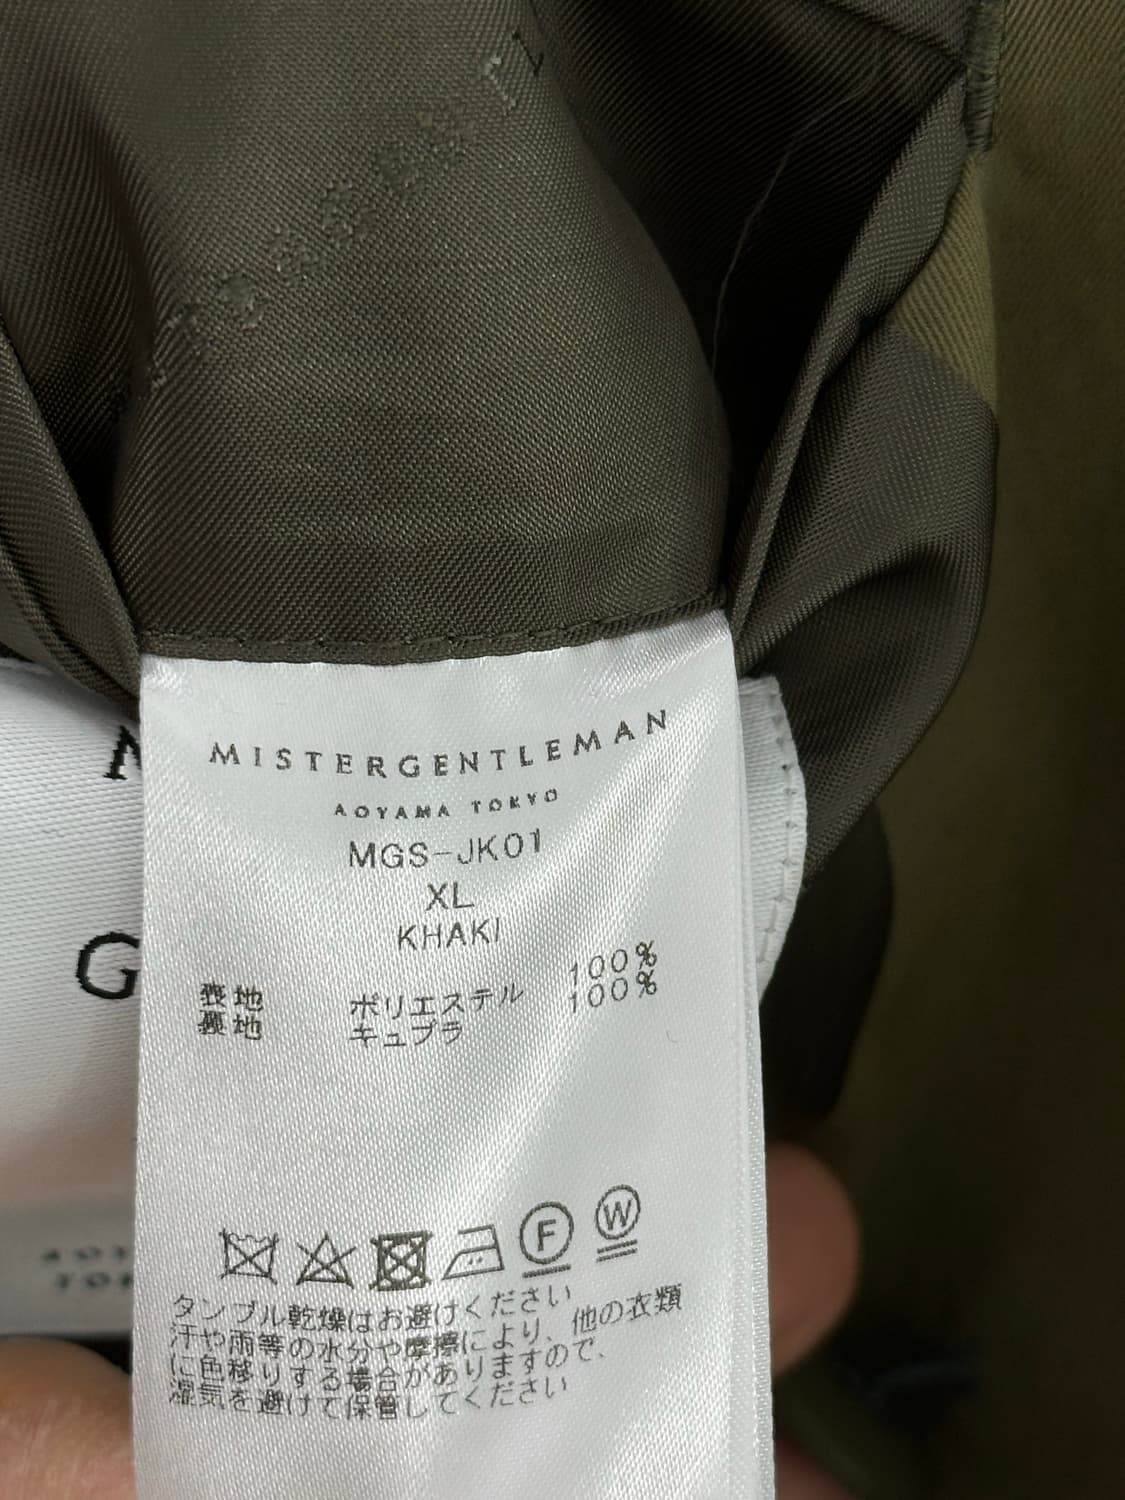 MISTERGENTLEMAN
AOYAMA TOKYO
MGS-JK01
XL
KHAKI
表地 ポリエステル 100%
裏地 キュプラ 100%
F W
タンブル乾燥はお避けください
汗や雨等の水分や摩擦により、他の衣類
に色移りする場合がありますので、
湿気を避けて保管してください
G